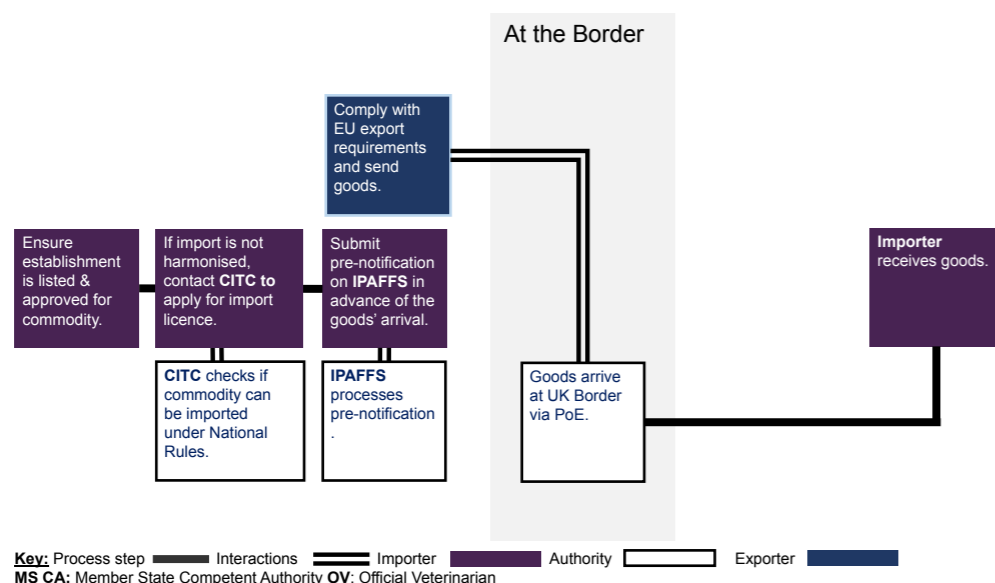 At the Border
Comply with
EU export
requirements
and send
goods.
Ensure
establishment
is listed &
approved for
commodity.
If import is not
harmonised,
contact CITC to
apply for import
licence.
Submit
pre-notification
on IPAFFS in
advance of the
goods’ arrival.
Importer
receives goods.
CITC checks if
commodity can
be imported
under National
Rules.
IPAFFS
processes
pre-notification
.
Goods arrive
at UK Border
via PoE.
Key: Process step Interactions Importer Authority Exporter
MS CA: Member State Competent Authority OV: Official Veterinarian